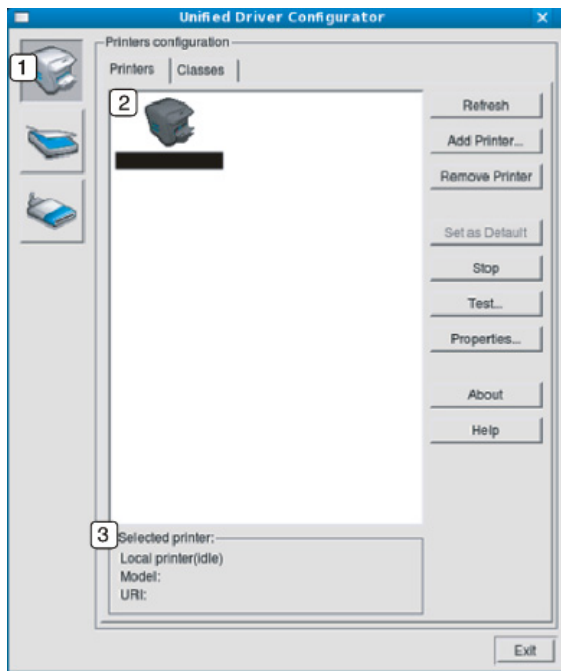 Unified Driver Configurator
Printers configuration
1
Printers
Classes
2
Refresh
Add Printer...
Remove Printer
Set as Default
Stop
Test...
Properties...
About
Help
3
Selected printer:
Local printer(idle)
Model:
URI:
Exit